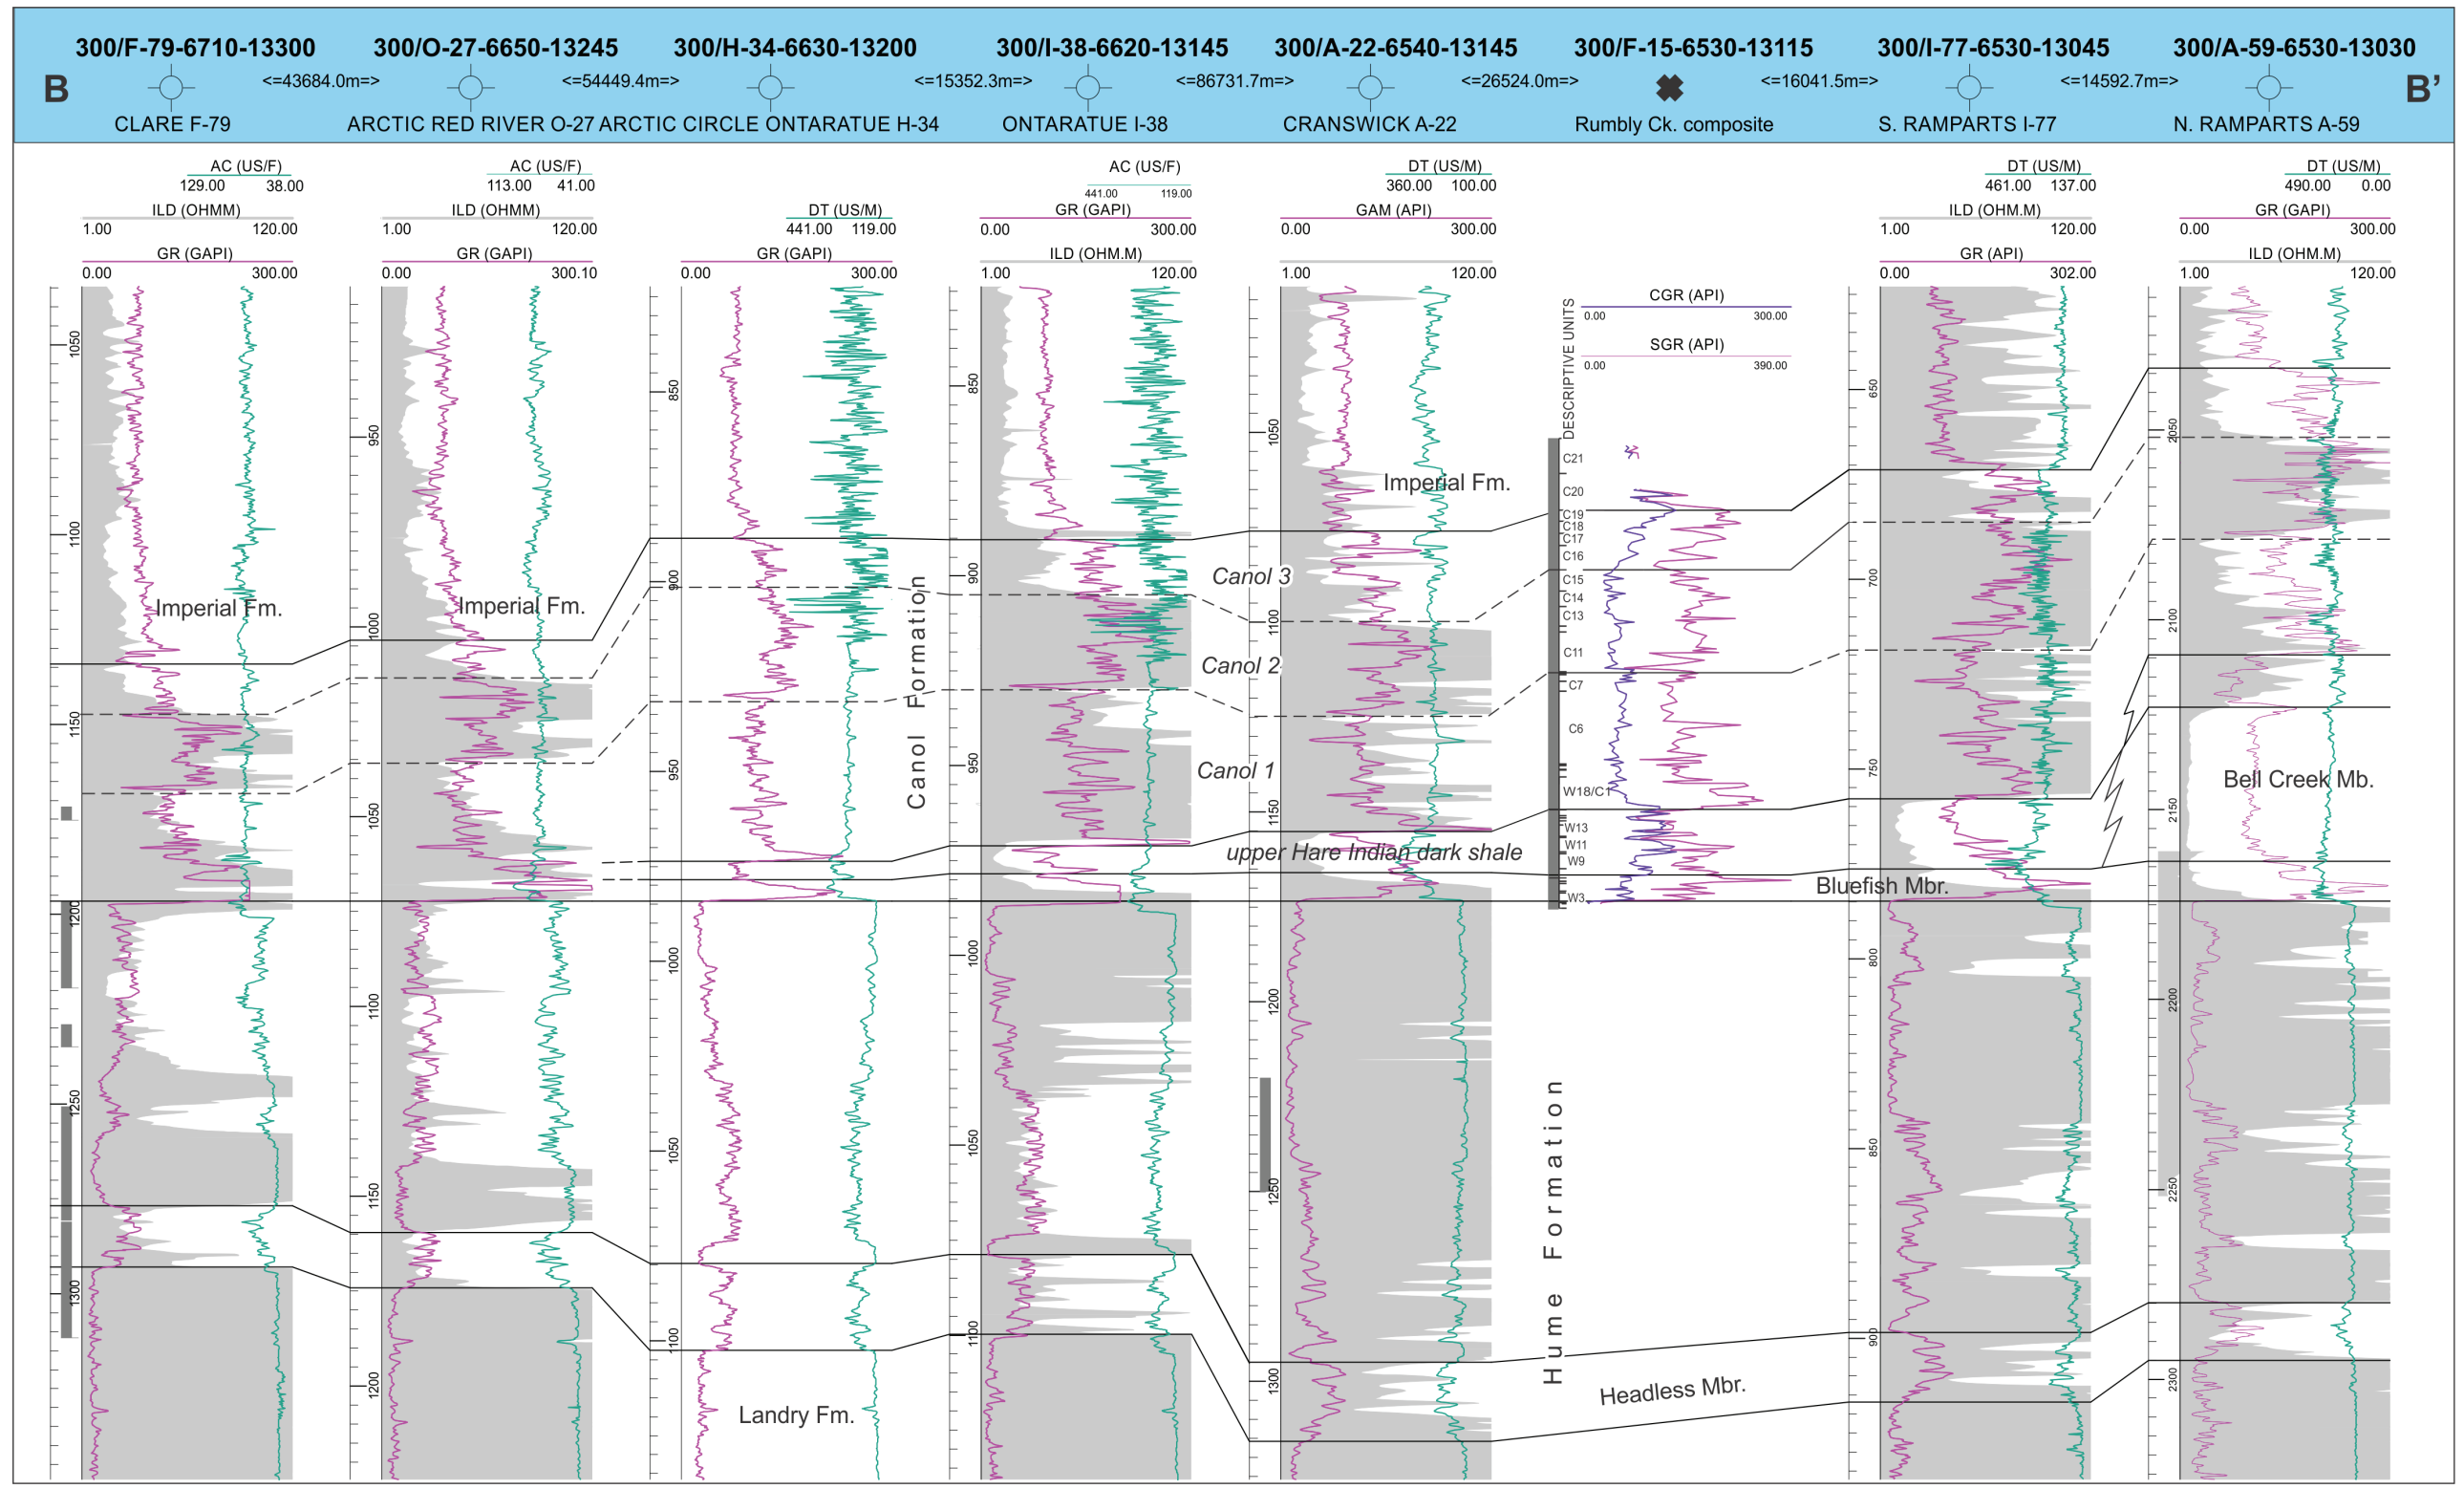 300/F-79-6710-13300 300/O-27-6650-13245 300/H-34-6630-13200 300/I-38-6620-13145 300/A-22-6540-13145 300/F-15-6530-13115 300/I-77-6530-13045 300/A-59-6530-13030
B <=43684.0m=> <=54449.4m=> <=15352.3m=> <=86731.7m=> <=26524.0m=> <=16041.5m=> <=14592.7m=> B’
CLARE F-79 ARCTIC RED RIVER O-27 ARCTIC CIRCLE ONTARATUE H-34 ONTARATUE I-38 CRANSWICK A-22 Rumbly Ck. composite S. RAMPARTS I-77 N. RAMPARTS A-59
AC (US/F)
129.00 38.00
ILD (OHMM)
1.00 120.00
GR (GAPI)
0.00 300.00
1050
1100
Imperial Fm.
1150
1200
1250
1300
AC (US/F)
113.00 41.00
ILD (OHMM)
1.00 120.00
GR (GAPI)
0.00 300.10
950
Imperial Fm.
1000
1050
1100
1150
1200
DT (US/M)
441.00 119.00
GR (GAPI)
0.00 300.00
850
900
950
1000
1050
1100
Landry Fm.
Canol Formation
AC (US/F)
441.00 119.00
GR (GAPI)
0.00 300.00
ILD (OHM.M)
1.00 120.00
850
900
950
1000
1050
1100
Canol 3
Canol 2
Canol 1
upper Hare Indian dark shale
DT (US/M)
360.00 100.00
GAM (API)
0.00 300.00
ILD (OHM.M)
1.00 120.00
1050
Imperial Fm.
1100
1150
1200
1250
1300
Hume Formation
DESCRIPTIVE UNITS
CGR (API)
0.00 300.00
SGR (API)
0.00 390.00
C21
C20
C19
C18
C17
C16
C15
C14
C13
C11
C7
C6
W18/C1
W13
W11
W9
W3
Headless Mbr.
Bluefish Mbr.
DT (US/M)
461.00 137.00
ILD (OHM.M)
1.00 120.00
GR (API)
0.00 302.00
650
700
750
800
850
900
DT (US/M)
490.00 0.00
GR (GAPI)
0.00 300.00
ILD (OHM.M)
1.00 120.00
2050
2100
2150
Bell Creek Mb.
2200
2250
2300